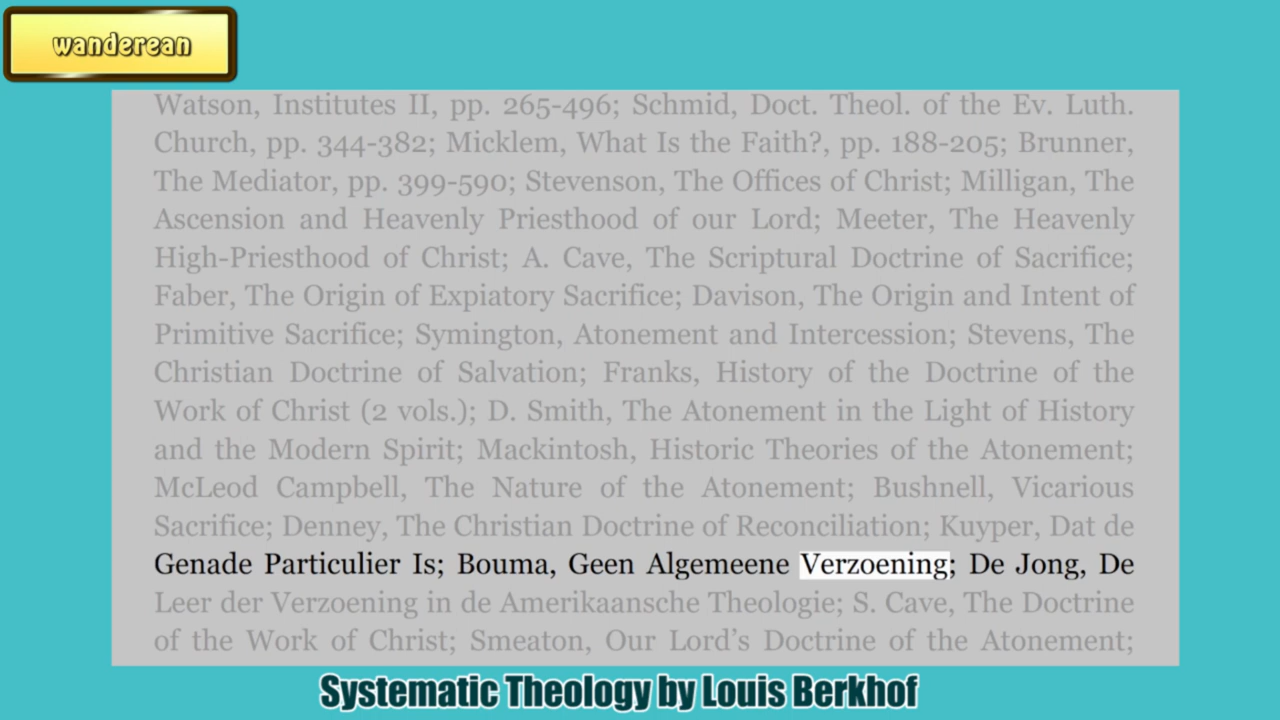 wanderean
Watson, Institutes II, pp. 265-496; Schmid, Doct. Theol. of the Ev. Luth.
Church, pp. 344-382; Micklem, What Is the Faith?, pp. 188-205; Brunner,
The Mediator, pp. 399-590; Stevenson, The Offices of Christ; Milligan, The
Ascension and Heavenly Priesthood of our Lord; Meeter, The Heavenly
High-Priesthood of Christ; A. Cave, The Scriptural Doctrine of Sacrifice;
Faber, The Origin of Expiatory Sacrifice; Davison, The Origin and Intent of
Primitive Sacrifice; Symington, Atonement and Intercession; Stevens, The
Christian Doctrine of Salvation; Franks, History of the Doctrine of the
Work of Christ (2 vols.); D. Smith, The Atonement in the Light of History
and the Modern Spirit; Mackintosh, Historic Theories of the Atonement;
McLeod Campbell, The Nature of the Atonement; Bushnell, Vicarious
Sacrifice; Denney, The Christian Doctrine of Reconciliation; Kuyper, Dat de
Genade Particulier Is; Bouma, Geen Algemeene Verzoening; De Jong, De
Leer der Verzoening in de Amerikaansche Theologie; S. Cave, The Doctrine
of the Work of Christ; Smeaton, Our Lord’s Doctrine of the Atonement;
Systematic Theology by Louis Berkhof